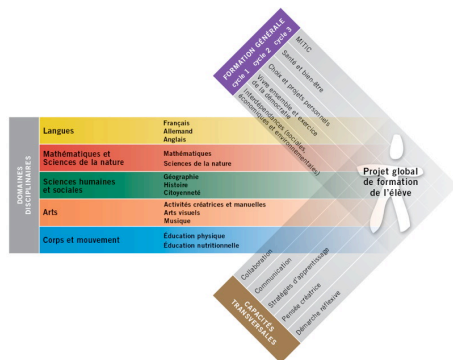 FORMATION GÉNÉRALE
cycle 1 cycle 2 cycle 3
MITIC
Santé et bien-être
Choix et projets personnels
Vivre ensemble et exercice
de la démocratie
Interdépendances (sociales,
économiques et environnementales)
DOMAINES
DISCIPLINAIRES
Langues
Français
Allemand
Anglais
Mathématiques et
Sciences de la nature
Mathématiques
Sciences de la nature
Sciences humaines
et sociales
Géographie
Histoire
Citoyenneté
Arts
Activités créatrices et manuelles
Arts visuels
Musique
Corps et mouvement
Éducation physique
Éducation nutritionnelle
Projet global
de formation
de l'élève
Collaboration
Communication
Stratégies d'apprentissage
Pensée créatrice
Démarche réflexive
CAPACITÉS
TRANSVERSALES